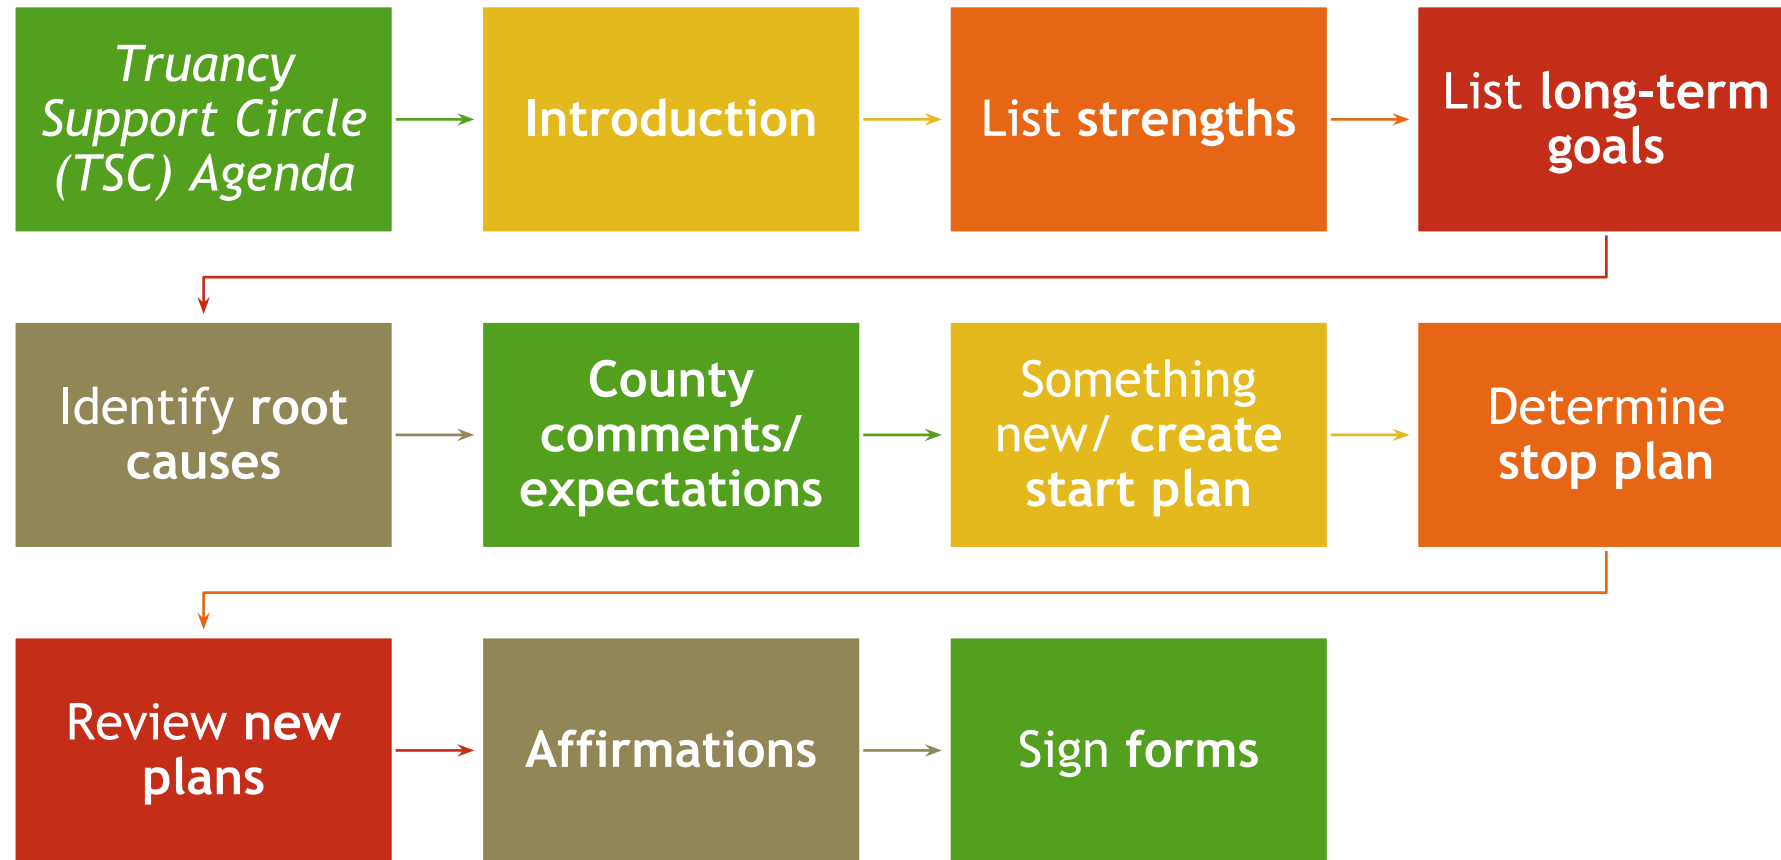 Truancy
Support Circle
(TSC) Agenda
Introduction
List strengths
List long-term
goals
Identify root
causes
County
comments/
expectations
Something
new/ create
start plan
Determine
stop plan
Review new
plans
Affirmations
Sign forms